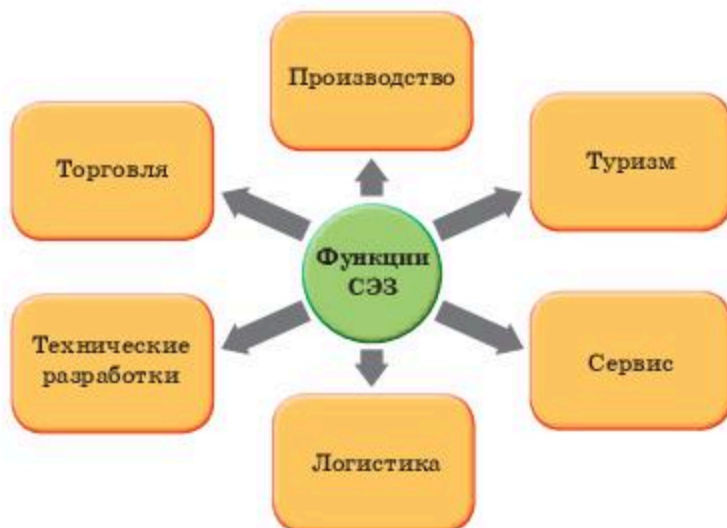 Производство
Торговля
Туризм
Функции
СЭЗ
Технические
разработки
Сервис
Логистика